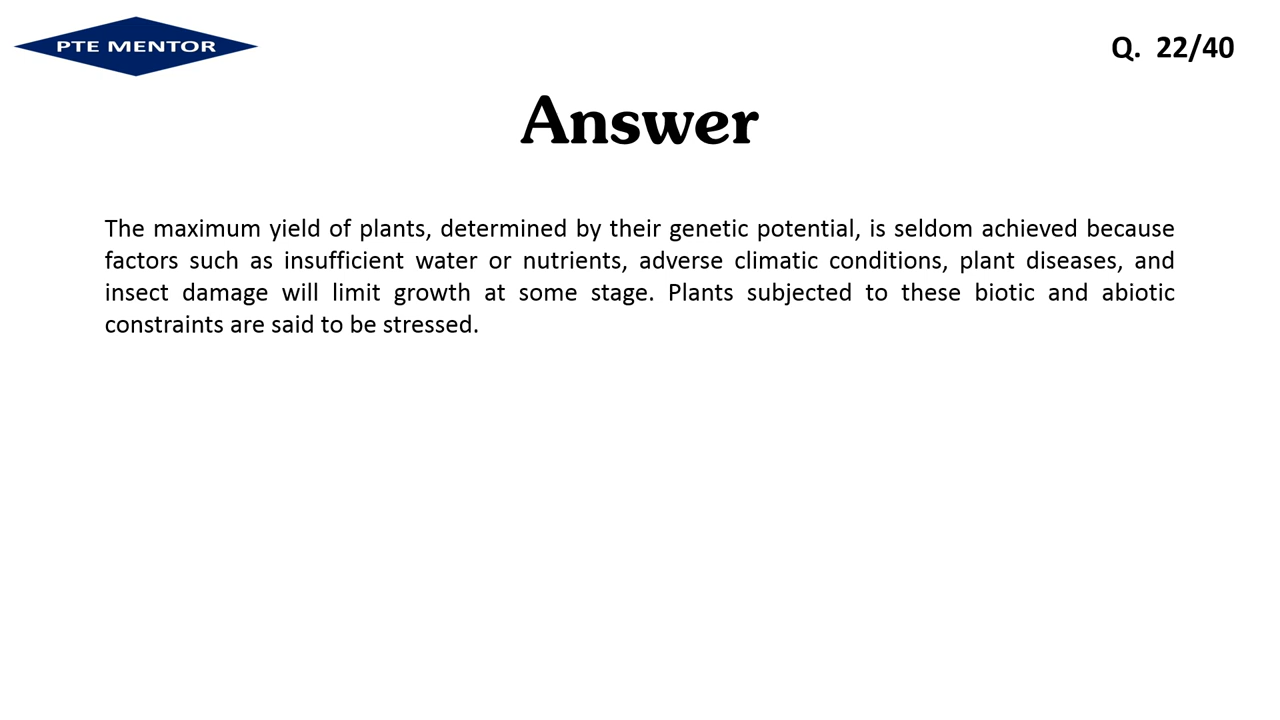 PTE MENTOR
Q. 22/40
Answer
The maximum yield of plants, determined by their genetic potential, is seldom achieved because
factors such as insufficient water or nutrients, adverse climatic conditions, plant diseases, and
insect damage will limit growth at some stage. Plants subjected to these biotic and abiotic
constraints are said to be stressed.